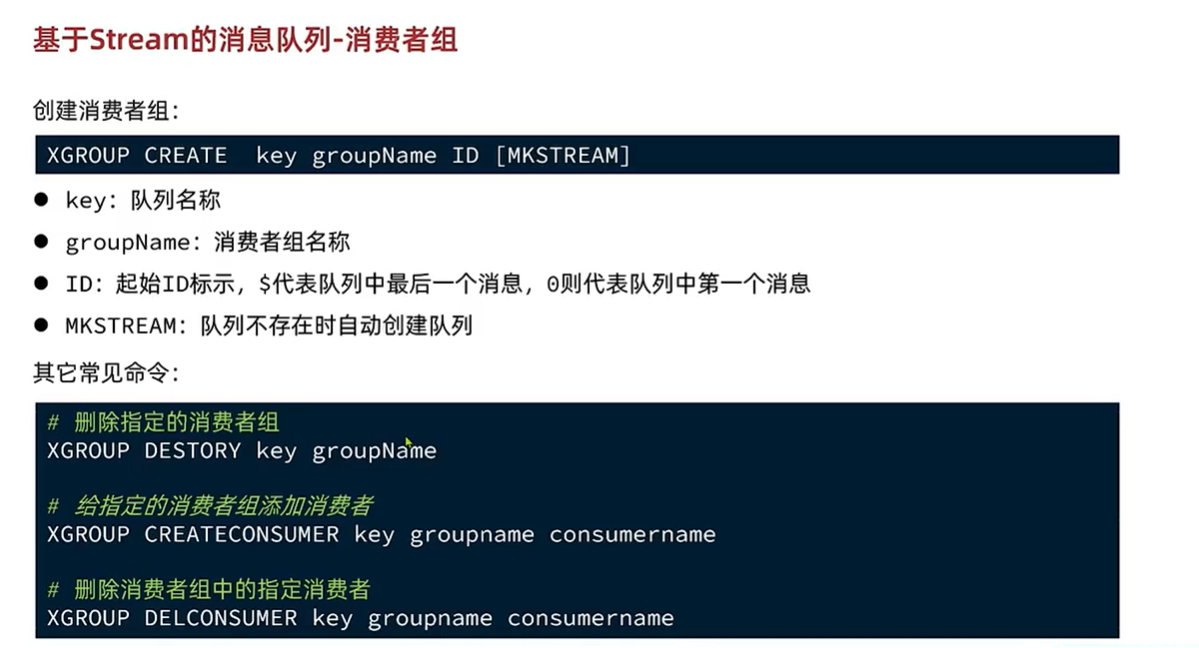 基于Stream的消息队列-消费者组
创建消费者组：
XGROUP CREATE  key groupName ID [MKSTREAM]
● key：队列名称
● groupName：消费者组名称
● ID：起始ID标示，$代表队列中最后一个消息，0则代表队列中第一个消息
● MKSTREAM：队列不存在时自动创建队列
其它常见命令：
# 删除指定的消费者组
XGROUP DESTORY key groupName
# 给指定的消费者组添加消费者
XGROUP CREATECONSUMER key groupname consumername
# 删除消费者组中的指定消费者
XGROUP DELCONSUMER key groupname consumername